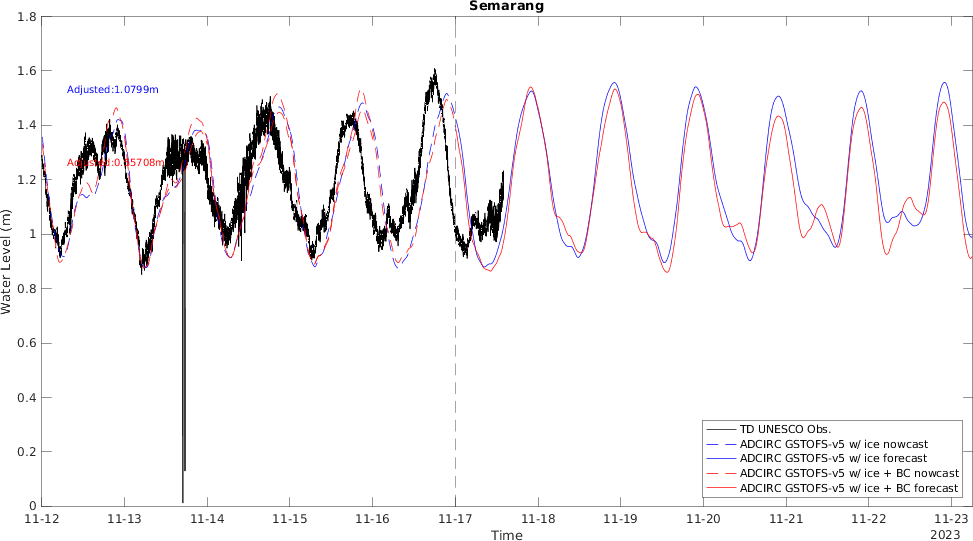 Semarang
1.8
1.6
1.4
1.2
1
0.8
0.6
0.4
0.2
0
Water Level (m)
Adjusted:1.0799m
Adjusted:0.65708m
TD UNESCO Obs.
ADCIRC GSTOFS-v5 w/ ice nowcast
ADCIRC GSTOFS-v5 w/ ice forecast
ADCIRC GSTOFS-v5 w/ ice + BC nowcast
ADCIRC GSTOFS-v5 w/ ice + BC forecast
11-12 11-13 11-14 11-15 11-16 11-17 11-18 11-19 11-20 11-21 11-22 11-23
Time
2023